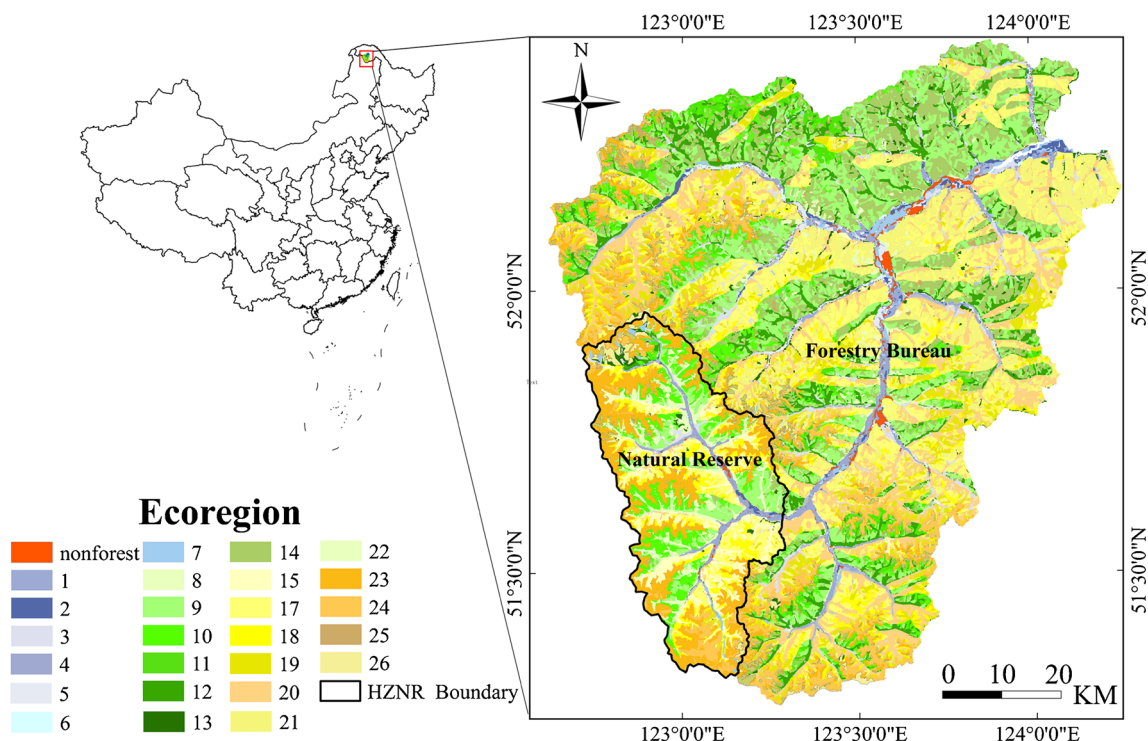 123°0'0"E 123°30'0"E 124°0'0"E
N
52°0'0"N
52°0'0"N
Forestry Bureau
Text
Natural Reserve
51°30'0"N
51°30'0"N
Ecoregion
nonforest 7 14 22
1 8 15 23
2 9 17 24
3 10 18 25
4 11 19 26
5 12 20 HZNR Boundary
6 13 21
0 10 20
KM
123°0'0"E 123°30'0"E 124°0'0"E